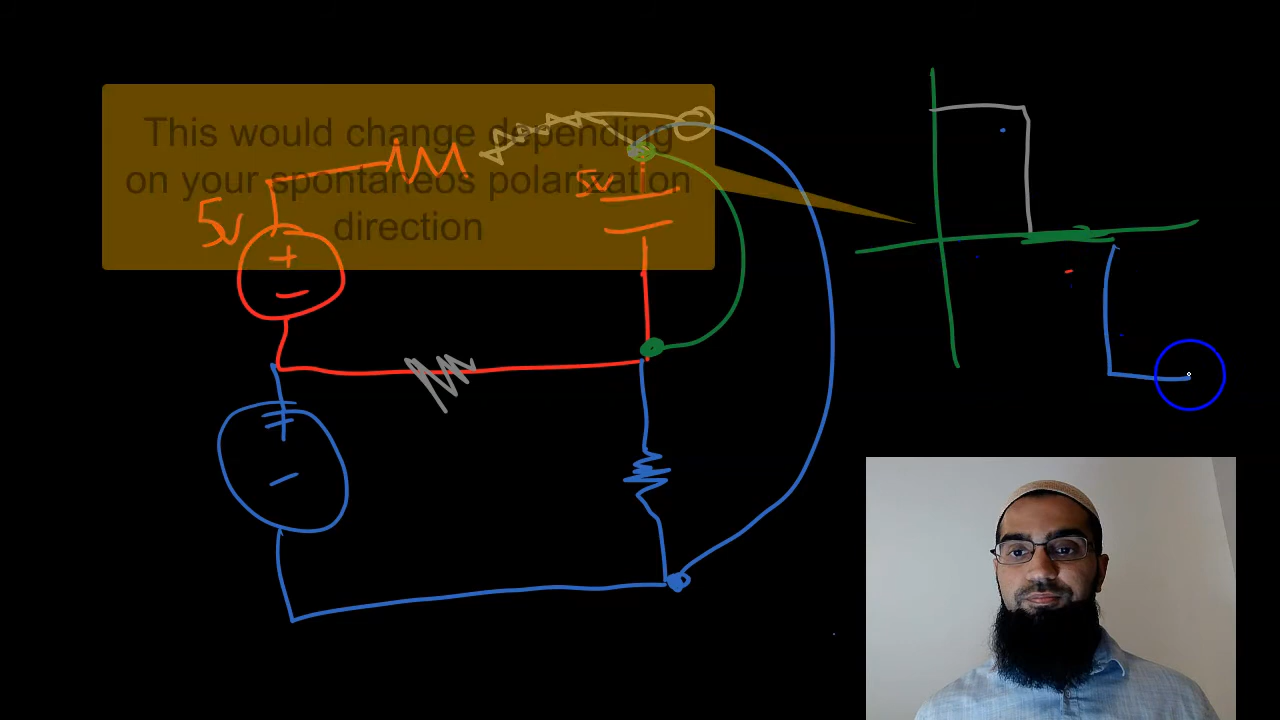 This would change depending
on your spontaneos polarization
direction
5v
5v
+
−
−